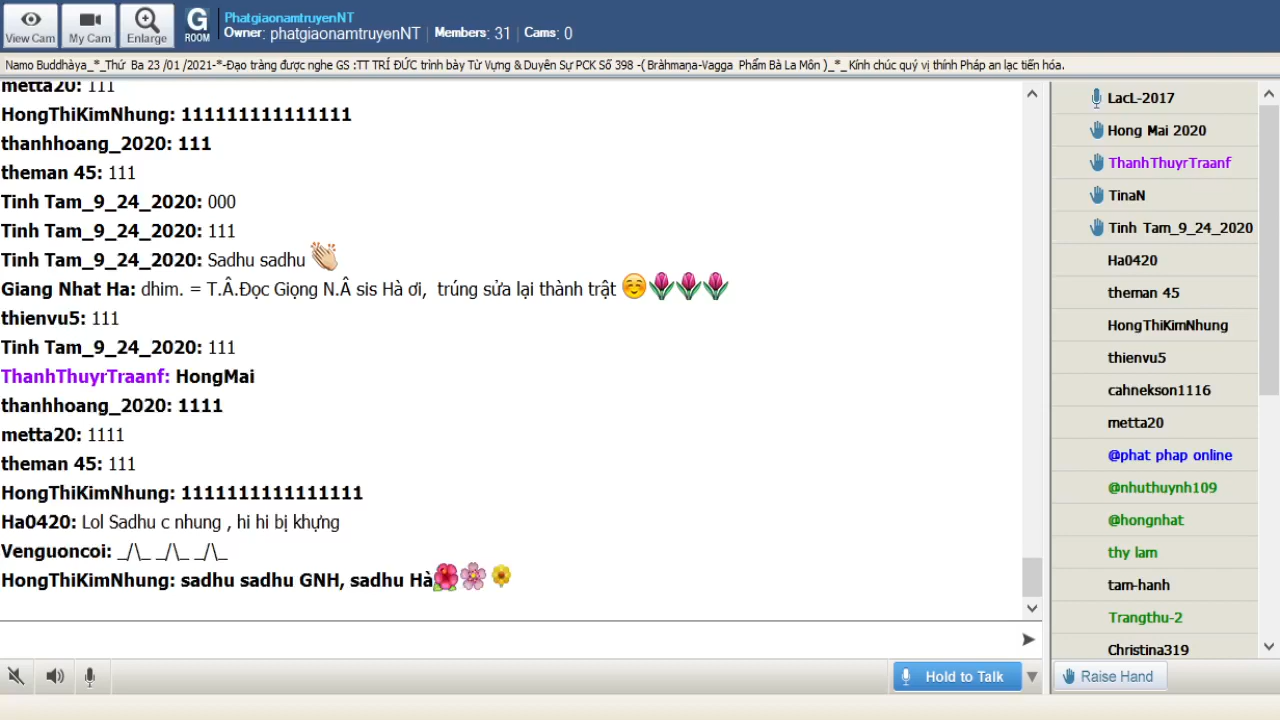 View Cam
My Cam
Enlarge
G
ROOM
PhatgiaonamtruyenNT
Owner: phatgiaonamtruyenNT | Members: 31 | Cams: 0
Namo Buddhàya_*_Thứ Ba 23 /01 /2021-*-Đạo tràng được nghe GS :TT TRÍ ĐỨC trình bày Từ Vựng & Duyên Sự PCK Số 398 -( Bràhmaṇa-Vagga Phẩm Bà La Môn )_*_ Kính chúc quý vị thính Pháp an lạc tiến hóa.
metta20: 111
HongThiKimNhung: 111111111111111
thanhhoang_2020: 111
theman 45: 111
Tinh Tam_9_24_2020: 000
Tinh Tam_9_24_2020: 111
Tinh Tam_9_24_2020: Sadhu sadhu
Giang Nhat Ha: dhim. = T.Â.Đọc Giọng N.Â sis Hà ơi, trúng sửa lại thành trật
thienvu5: 111
Tinh Tam_9_24_2020: 111
ThanhThuyrTraanf: HongMai
thanhhoang_2020: 1111
metta20: 1111
theman 45: 111
HongThiKimNhung: 1111111111111111
Ha0420: Lol Sadhu c nhung , hi hi bị khựng
Venguoncoi: _/\_ _/\_ _/\_
HongThiKimNhung: sadhu sadhu GNH, sadhu Hà
LacL-2017
Hong Mai 2020
ThanhThuyrTraanf
TinaN
Tinh Tam_9_24_2020
Ha0420
theman 45
HongThiKimNhung
thienvu5
cahnekson1116
metta20
@phat phap online
@nhuthuynh109
@hongnhat
thy lam
tam-hanh
Trangthu-2
Christina319
Hold to Talk
Raise Hand